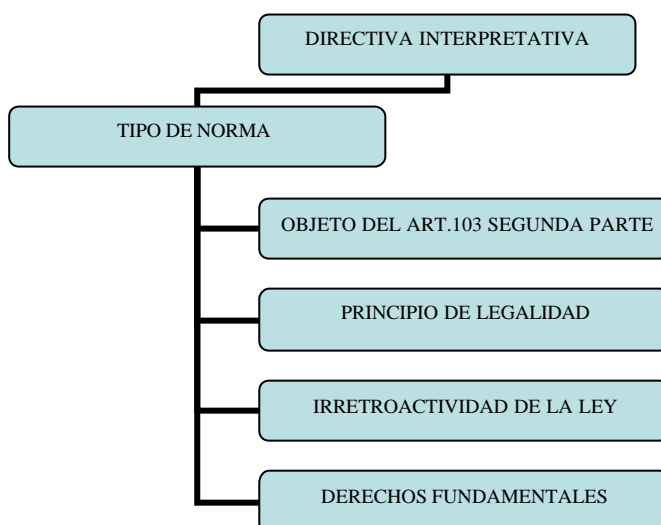 DIRECTIVA INTERPRETATIVA
TIPO DE NORMA
OBJETO DEL ART.103 SEGUNDA PARTE
PRINCIPIO DE LEGALIDAD
IRRETROACTIVIDAD DE LA LEY
DERECHOS FUNDAMENTALES